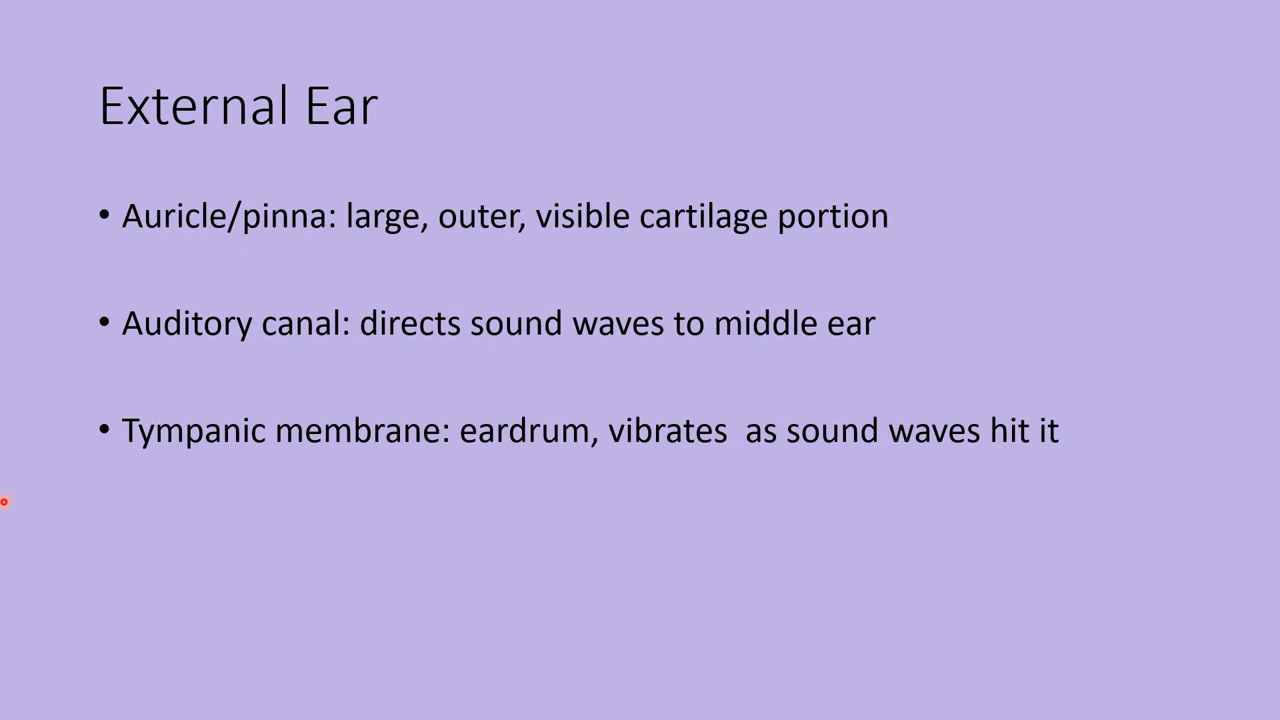 External Ear
• Auricle/pinna: large, outer, visible cartilage portion
• Auditory canal: directs sound waves to middle ear
• Tympanic membrane: eardrum, vibrates  as sound waves hit it